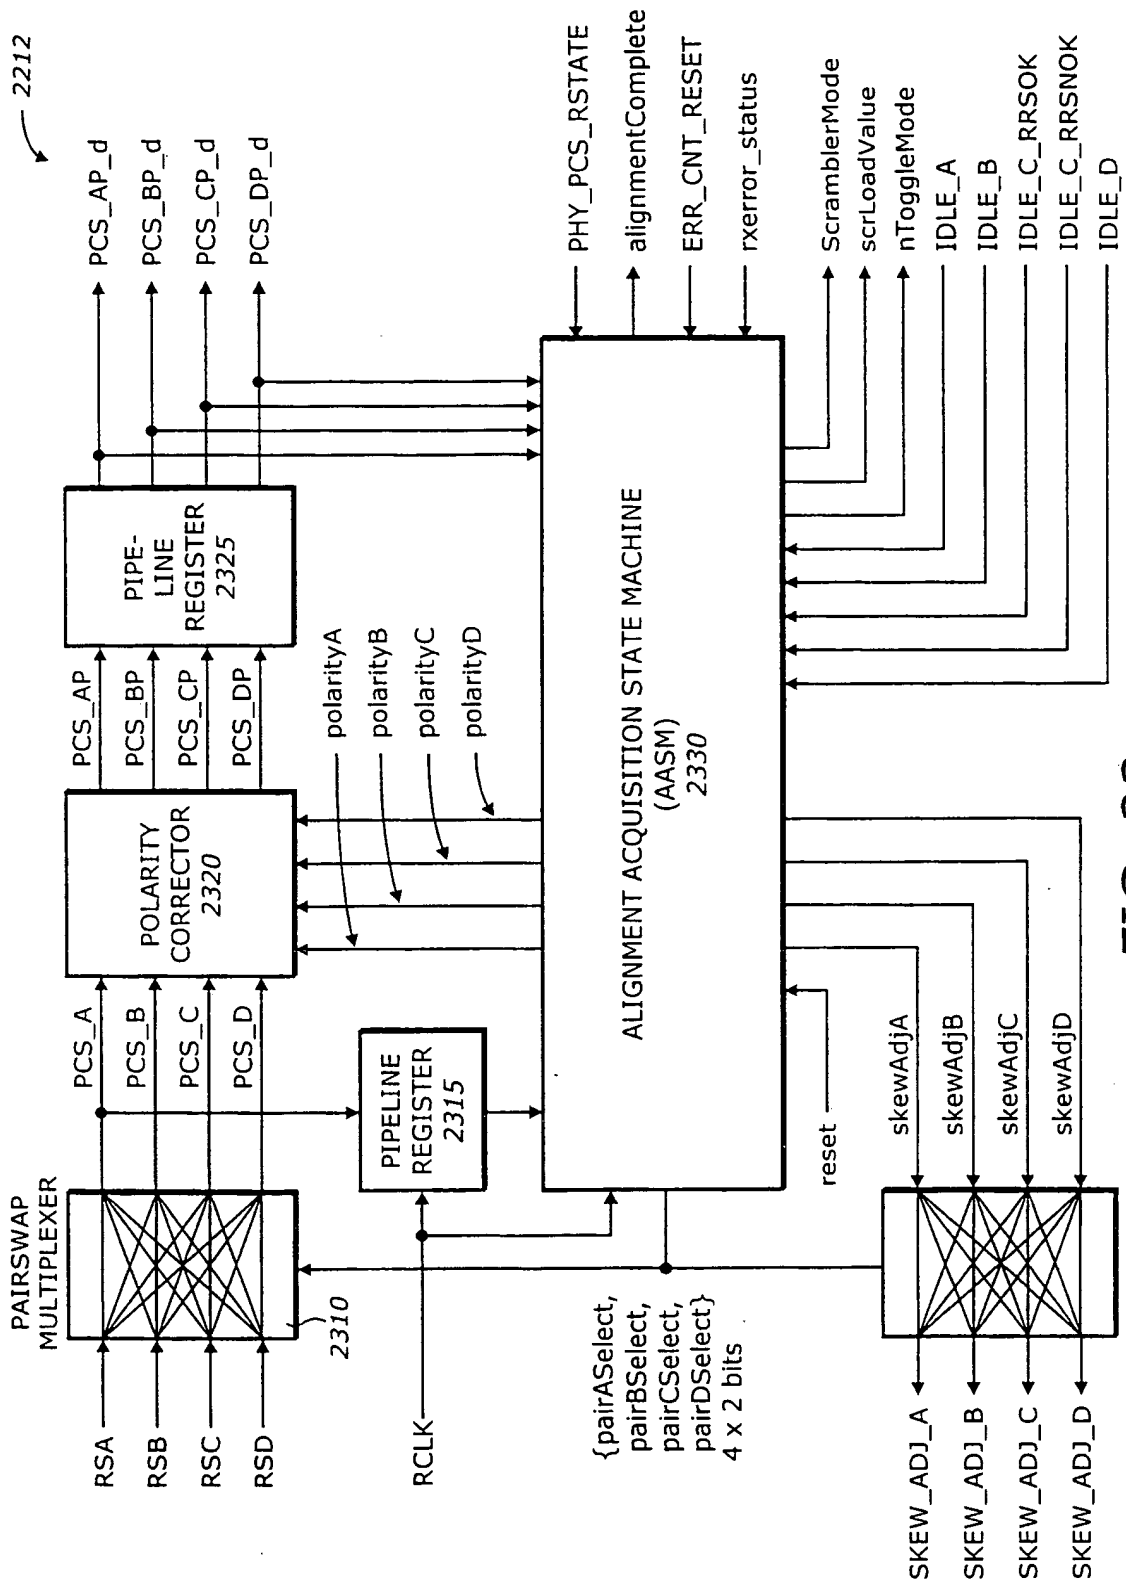 2212
PAIRSWAP
MULTIPLEXER
2310
RSA
RSB
RSC
RSD
PCS_A
PCS_B
PCS_C
PCS_D
POLARITY
CORRECTOR
2320
PCS_AP
PCS_BP
PCS_CP
PCS_DP
PIPE-
LINE
REGISTER
2325
PCS_AP_d
PCS_BP_d
PCS_CP_d
PCS_DP_d
polarityA
polarityB
polarityC
polarityD
PIPELINE
REGISTER
2315
RCLK
ALIGNMENT ACQUISITION STATE MACHINE
(AASM)
2330
PHY_PCS_RSTATE
alignmentComplete
ERR_CNT_RESET
rxerror_status
ScramblerMode
scrLoadValue
nToggleMode
IDLE_A
IDLE_B
IDLE_C_RRSOK
IDLE_C_RRSNOK
IDLE_D
{pairASelect,
pairBSelect,
pairCSelect,
pairDSelect}
4 x 2 bits
reset
skewAdjA
skewAdjB
skewAdjC
skewAdjD
SKEW_ADJ_A
SKEW_ADJ_B
SKEW_ADJ_C
SKEW_ADJ_D